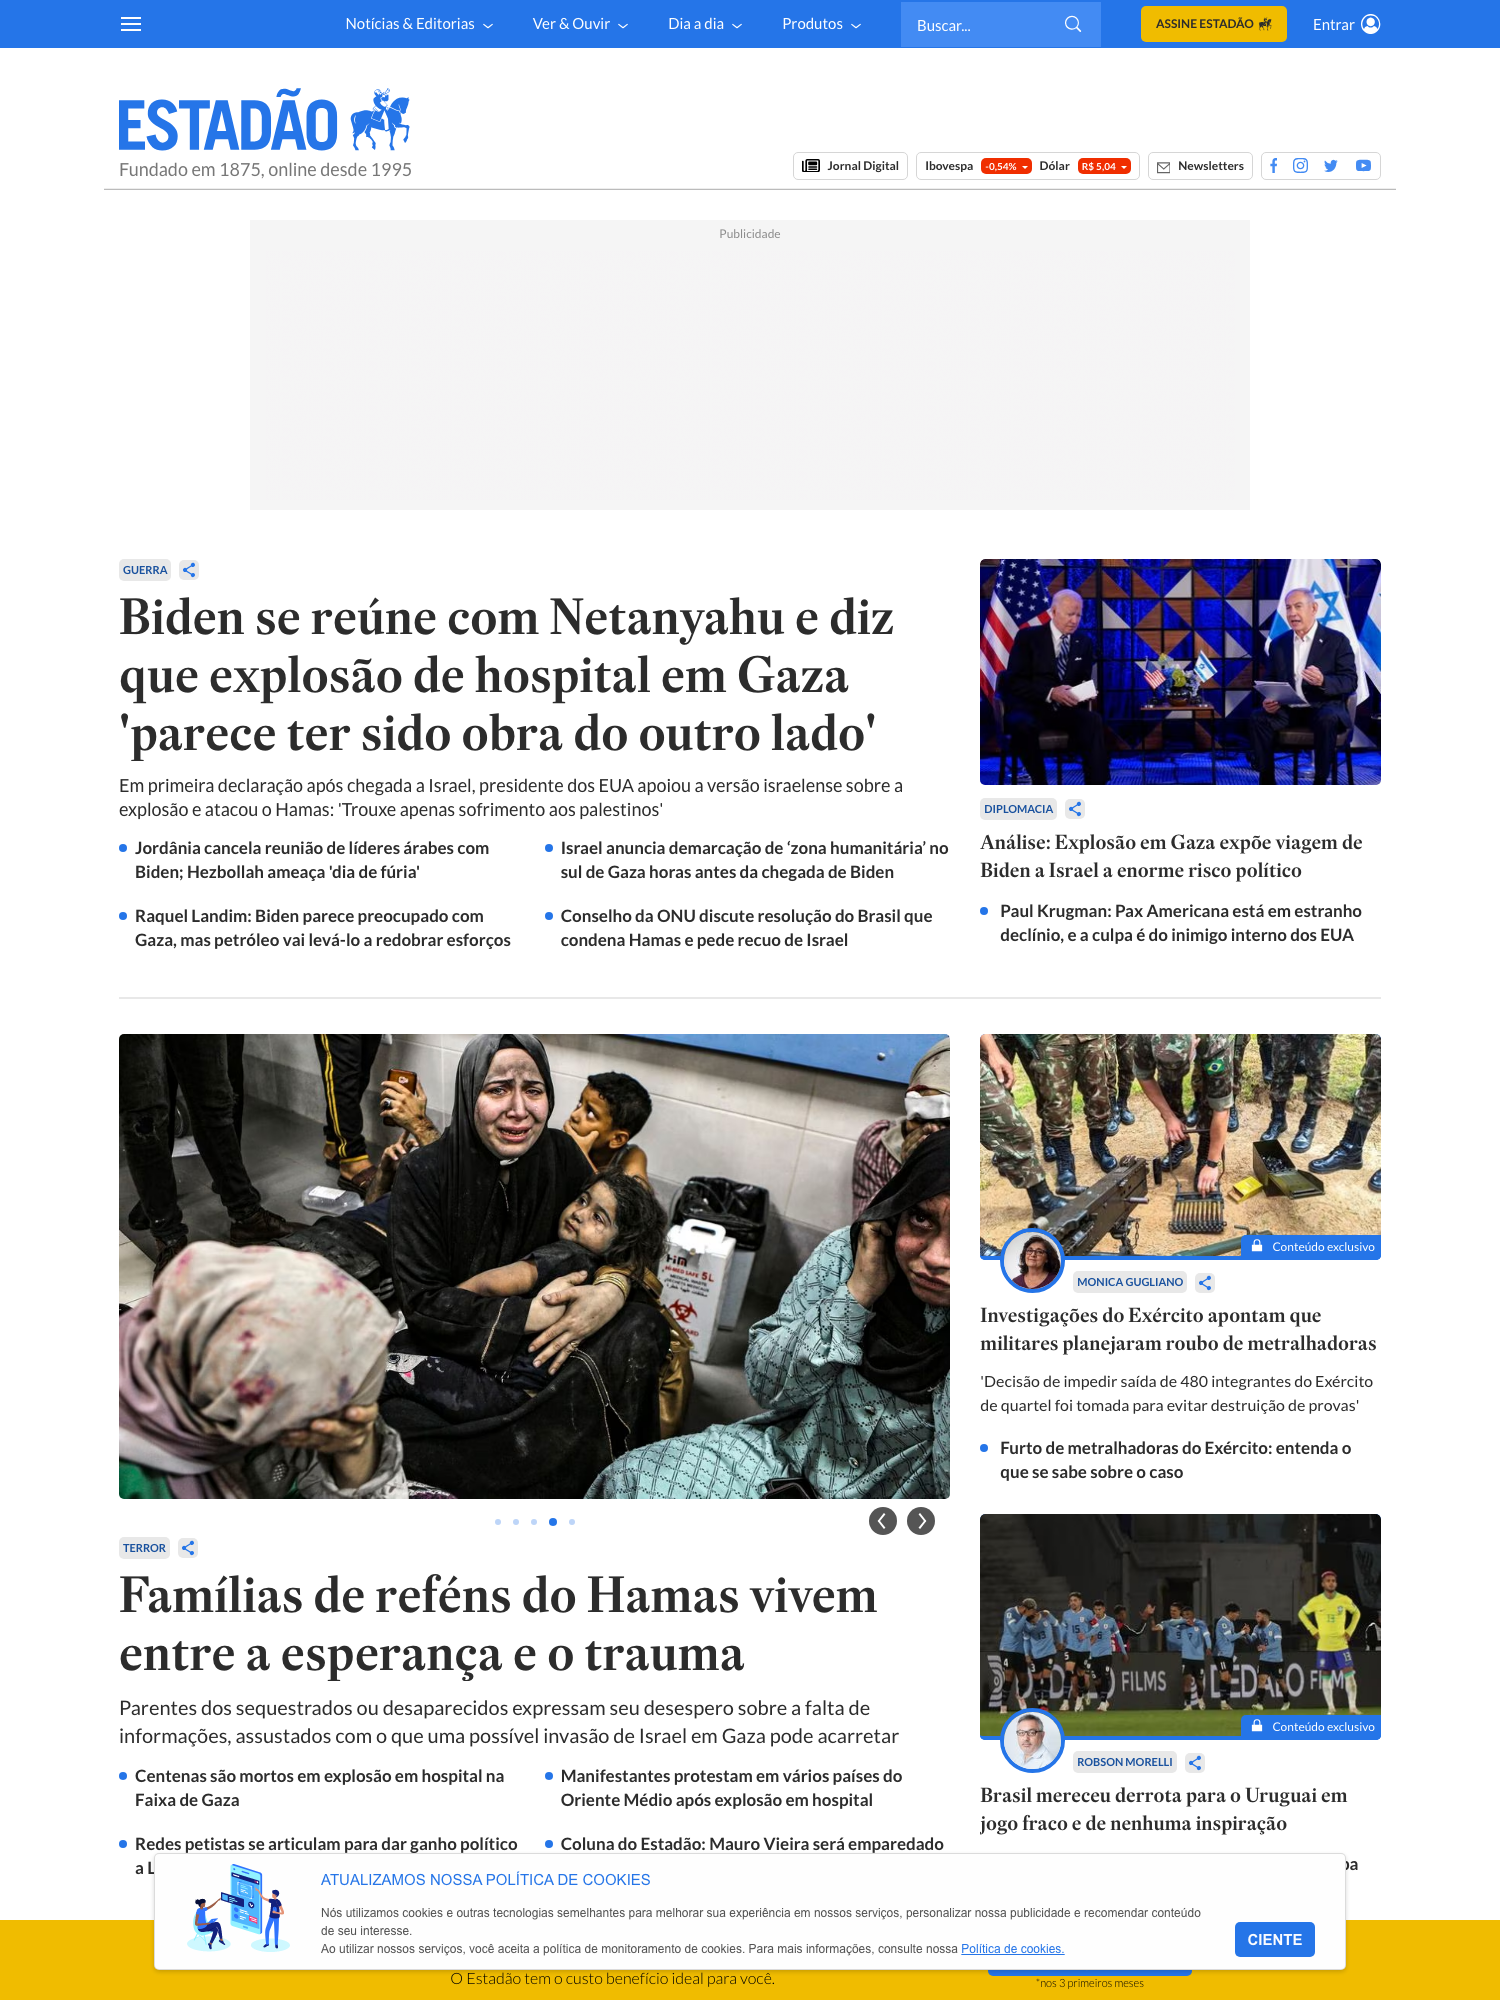 Notícias & Editorias
Ver & Ouvir
Dia a dia
Produtos
Buscar...
ASSINE ESTADÃO
Entrar
ESTADÃO
Fundado em 1875, online desde 1995
Jornal Digital
Ibovespa -0,54% Dólar R$ 5,04
Newsletters
Publicidade
GUERRA
Biden se reúne com Netanyahu e diz
que explosão de hospital em Gaza
'parece ter sido obra do outro lado'
Em primeira declaração após chegada a Israel, presidente dos EUA apoiou a versão israelense sobre a
explosão e atacou o Hamas: 'Trouxe apenas sofrimento aos palestinos'
Jordânia cancela reunião de líderes árabes com
Biden; Hezbollah ameaça 'dia de fúria'
Israel anuncia demarcação de ‘zona humanitária’ no
sul de Gaza horas antes da chegada de Biden
Raquel Landim: Biden parece preocupado com
Gaza, mas petróleo vai levá-lo a redobrar esforços
Conselho da ONU discute resolução do Brasil que
condena Hamas e pede recuo de Israel
DIPLOMACIA
Análise: Explosão em Gaza expõe viagem de
Biden a Israel a enorme risco político
Paul Krugman: Pax Americana está em estranho
declínio, e a culpa é do inimigo interno dos EUA
5L
TERROR
Famílias de reféns do Hamas vivem
entre a esperança e o trauma
Parentes dos sequestrados ou desaparecidos expressam seu desespero sobre a falta de
informações, assustados com o que uma possível invasão de Israel em Gaza pode acarretar
Centenas são mortos em explosão em hospital na
Faixa de Gaza
Manifestantes protestam em vários países do
Oriente Médio após explosão em hospital
Redes petistas se articulam para dar ganho político
a L
Coluna do Estadão: Mauro Vieira será emparedado
Conteúdo exclusivo
MONICA GUGLIANO
Investigações do Exército apontam que
militares planejaram roubo de metralhadoras
'Decisão de impedir saída de 480 integrantes do Exército
de quartel foi tomada para evitar destruição de provas'
Furto de metralhadoras do Exército: entenda o
que se sabe sobre o caso
FILMS
Conteúdo exclusivo
ROBSON MORELLI
Brasil mereceu derrota para o Uruguai em
jogo fraco e de nenhuma inspiração
ATUALIZAMOS NOSSA POLÍTICA DE COOKIES
Nós utilizamos cookies e outras tecnologias semelhantes para melhorar sua experiência em nossos serviços, personalizar nossa publicidade e recomendar conteúdo
de seu interesse.
Ao utilizar nossos serviços, você aceita a política de monitoramento de cookies. Para mais informações, consulte nossa Política de cookies.
CIENTE
O Estadão tem o custo benefício ideal para você.
*nos 3 primeiros meses